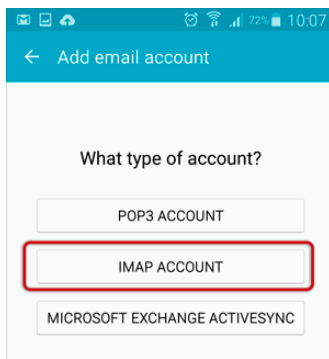 72% 10:07
Add email account
What type of account?
POP3 ACCOUNT
IMAP ACCOUNT
MICROSOFT EXCHANGE ACTIVESYNC